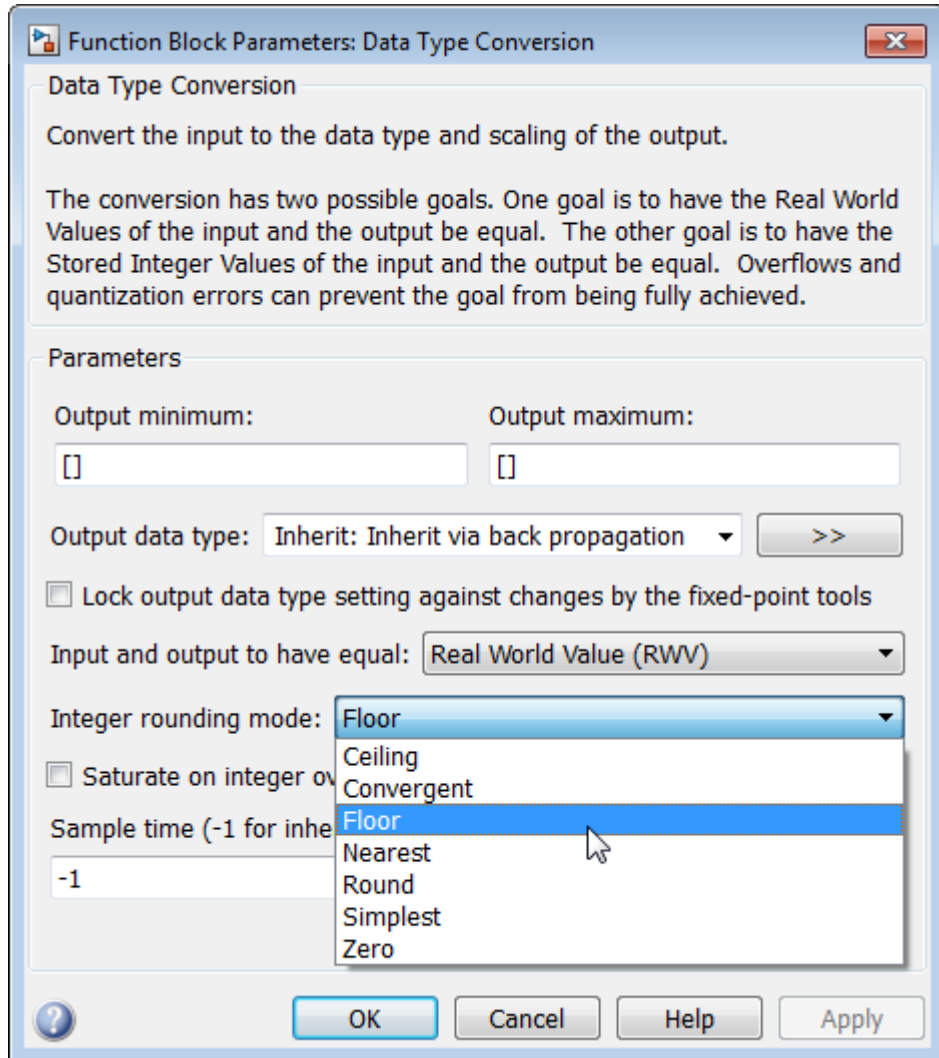 Function Block Parameters: Data Type Conversion
Data Type Conversion
Convert the input to the data type and scaling of the output.
The conversion has two possible goals. One goal is to have the Real World
Values of the input and the output be equal.  The other goal is to have the
Stored Integer Values of the input and the output be equal.  Overflows and
quantization errors can prevent the goal from being fully achieved.
Parameters
Output minimum: Output maximum:
[] []
Output data type: Inherit: Inherit via back propagation >>
Lock output data type setting against changes by the fixed-point tools
Input and output to have equal: Real World Value (RWV)
Integer rounding mode: Floor
Ceiling
Saturate on integer
Convergent
Floor
Sample time (-1 for
Nearest
-1
Round
Simplest
Zero
? OK Cancel Help Apply